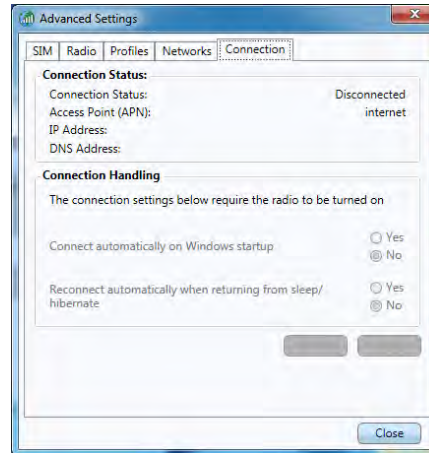 Advanced Settings
SIM Radio Profiles Networks Connection
Connection Status:
Connection Status: Disconnected
Access Point (APN): internet
IP Address:
DNS Address:
Connection Handling
The connection settings below require the radio to be turned on
Connect automatically on Windows startup
Yes
No
Reconnect automatically when returning from sleep/
hibernate
Yes
No
Close